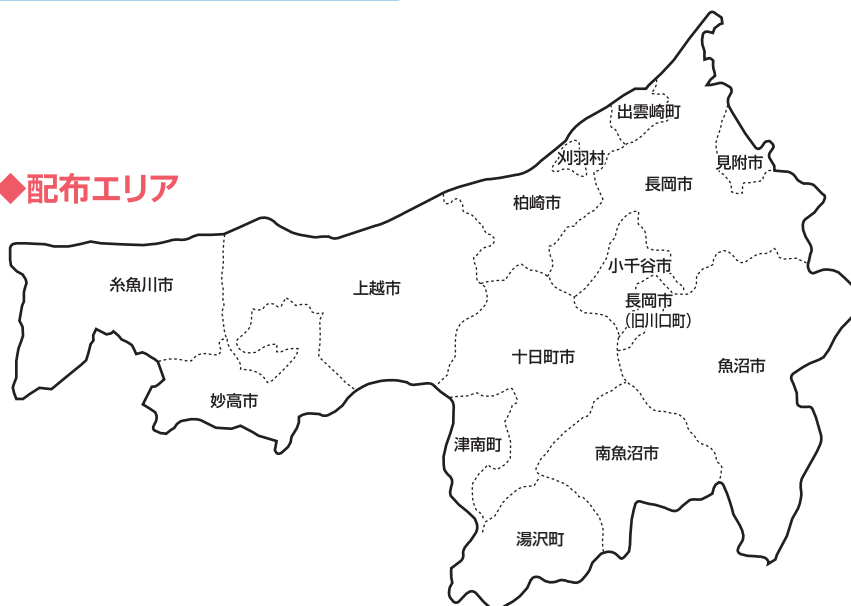 ◆配布エリア
出雲崎町
刈羽村
見附市
長岡市
柏崎市
小千谷市
糸魚川市
上越市
長岡市
（旧川口町）
十日町市
魚沼市
妙高市
津南町
南魚沼市
湯沢町